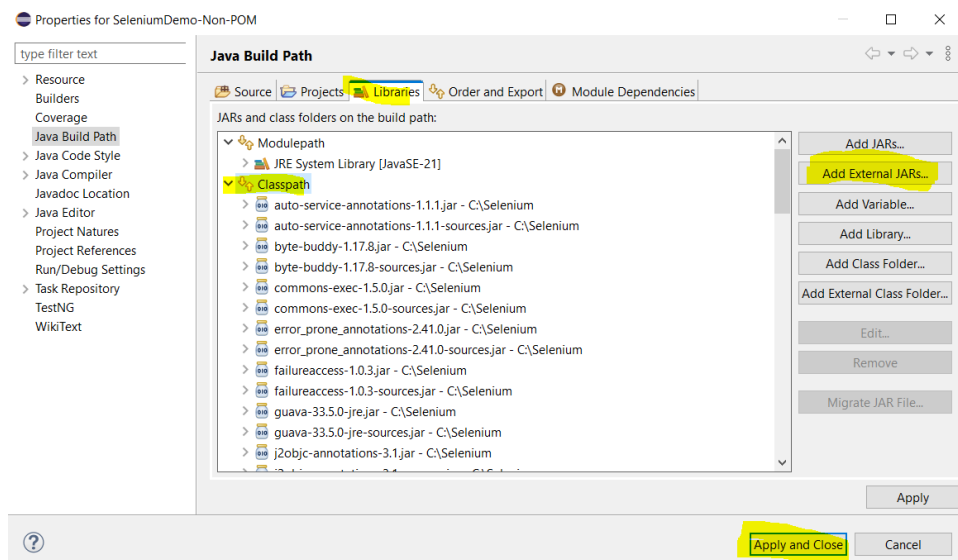 Properties for SeleniumDemo-Non-POM
type filter text
Resource
Builders
Coverage
Java Build Path
Java Code Style
Java Compiler
Javadoc Location
Java Editor
Project Natures
Project References
Run/Debug Settings
Task Repository
TestNG
WikiText
Java Build Path
Source Projects Libraries Order and Export Module Dependencies
JARs and class folders on the build path:
Modulepath
JRE System Library [JavaSE-21]
Classpath
auto-service-annotations-1.1.1.jar - C:\Selenium
auto-service-annotations-1.1.1-sources.jar - C:\Selenium
byte-buddy-1.17.8.jar - C:\Selenium
byte-buddy-1.17.8-sources.jar - C:\Selenium
commons-exec-1.5.0.jar - C:\Selenium
commons-exec-1.5.0-sources.jar - C:\Selenium
error_prone_annotations-2.41.0.jar - C:\Selenium
error_prone_annotations-2.41.0-sources.jar - C:\Selenium
failureaccess-1.0.3.jar - C:\Selenium
failureaccess-1.0.3-sources.jar - C:\Selenium
guava-33.5.0-jre.jar - C:\Selenium
guava-33.5.0-jre-sources.jar - C:\Selenium
j2objc-annotations-3.1.jar - C:\Selenium
Add JARs...
Add External JARs...
Add Variable...
Add Library...
Add Class Folder...
Add External Class Folder...
Edit...
Remove
Migrate JAR File...
Apply
Apply and Close
Cancel